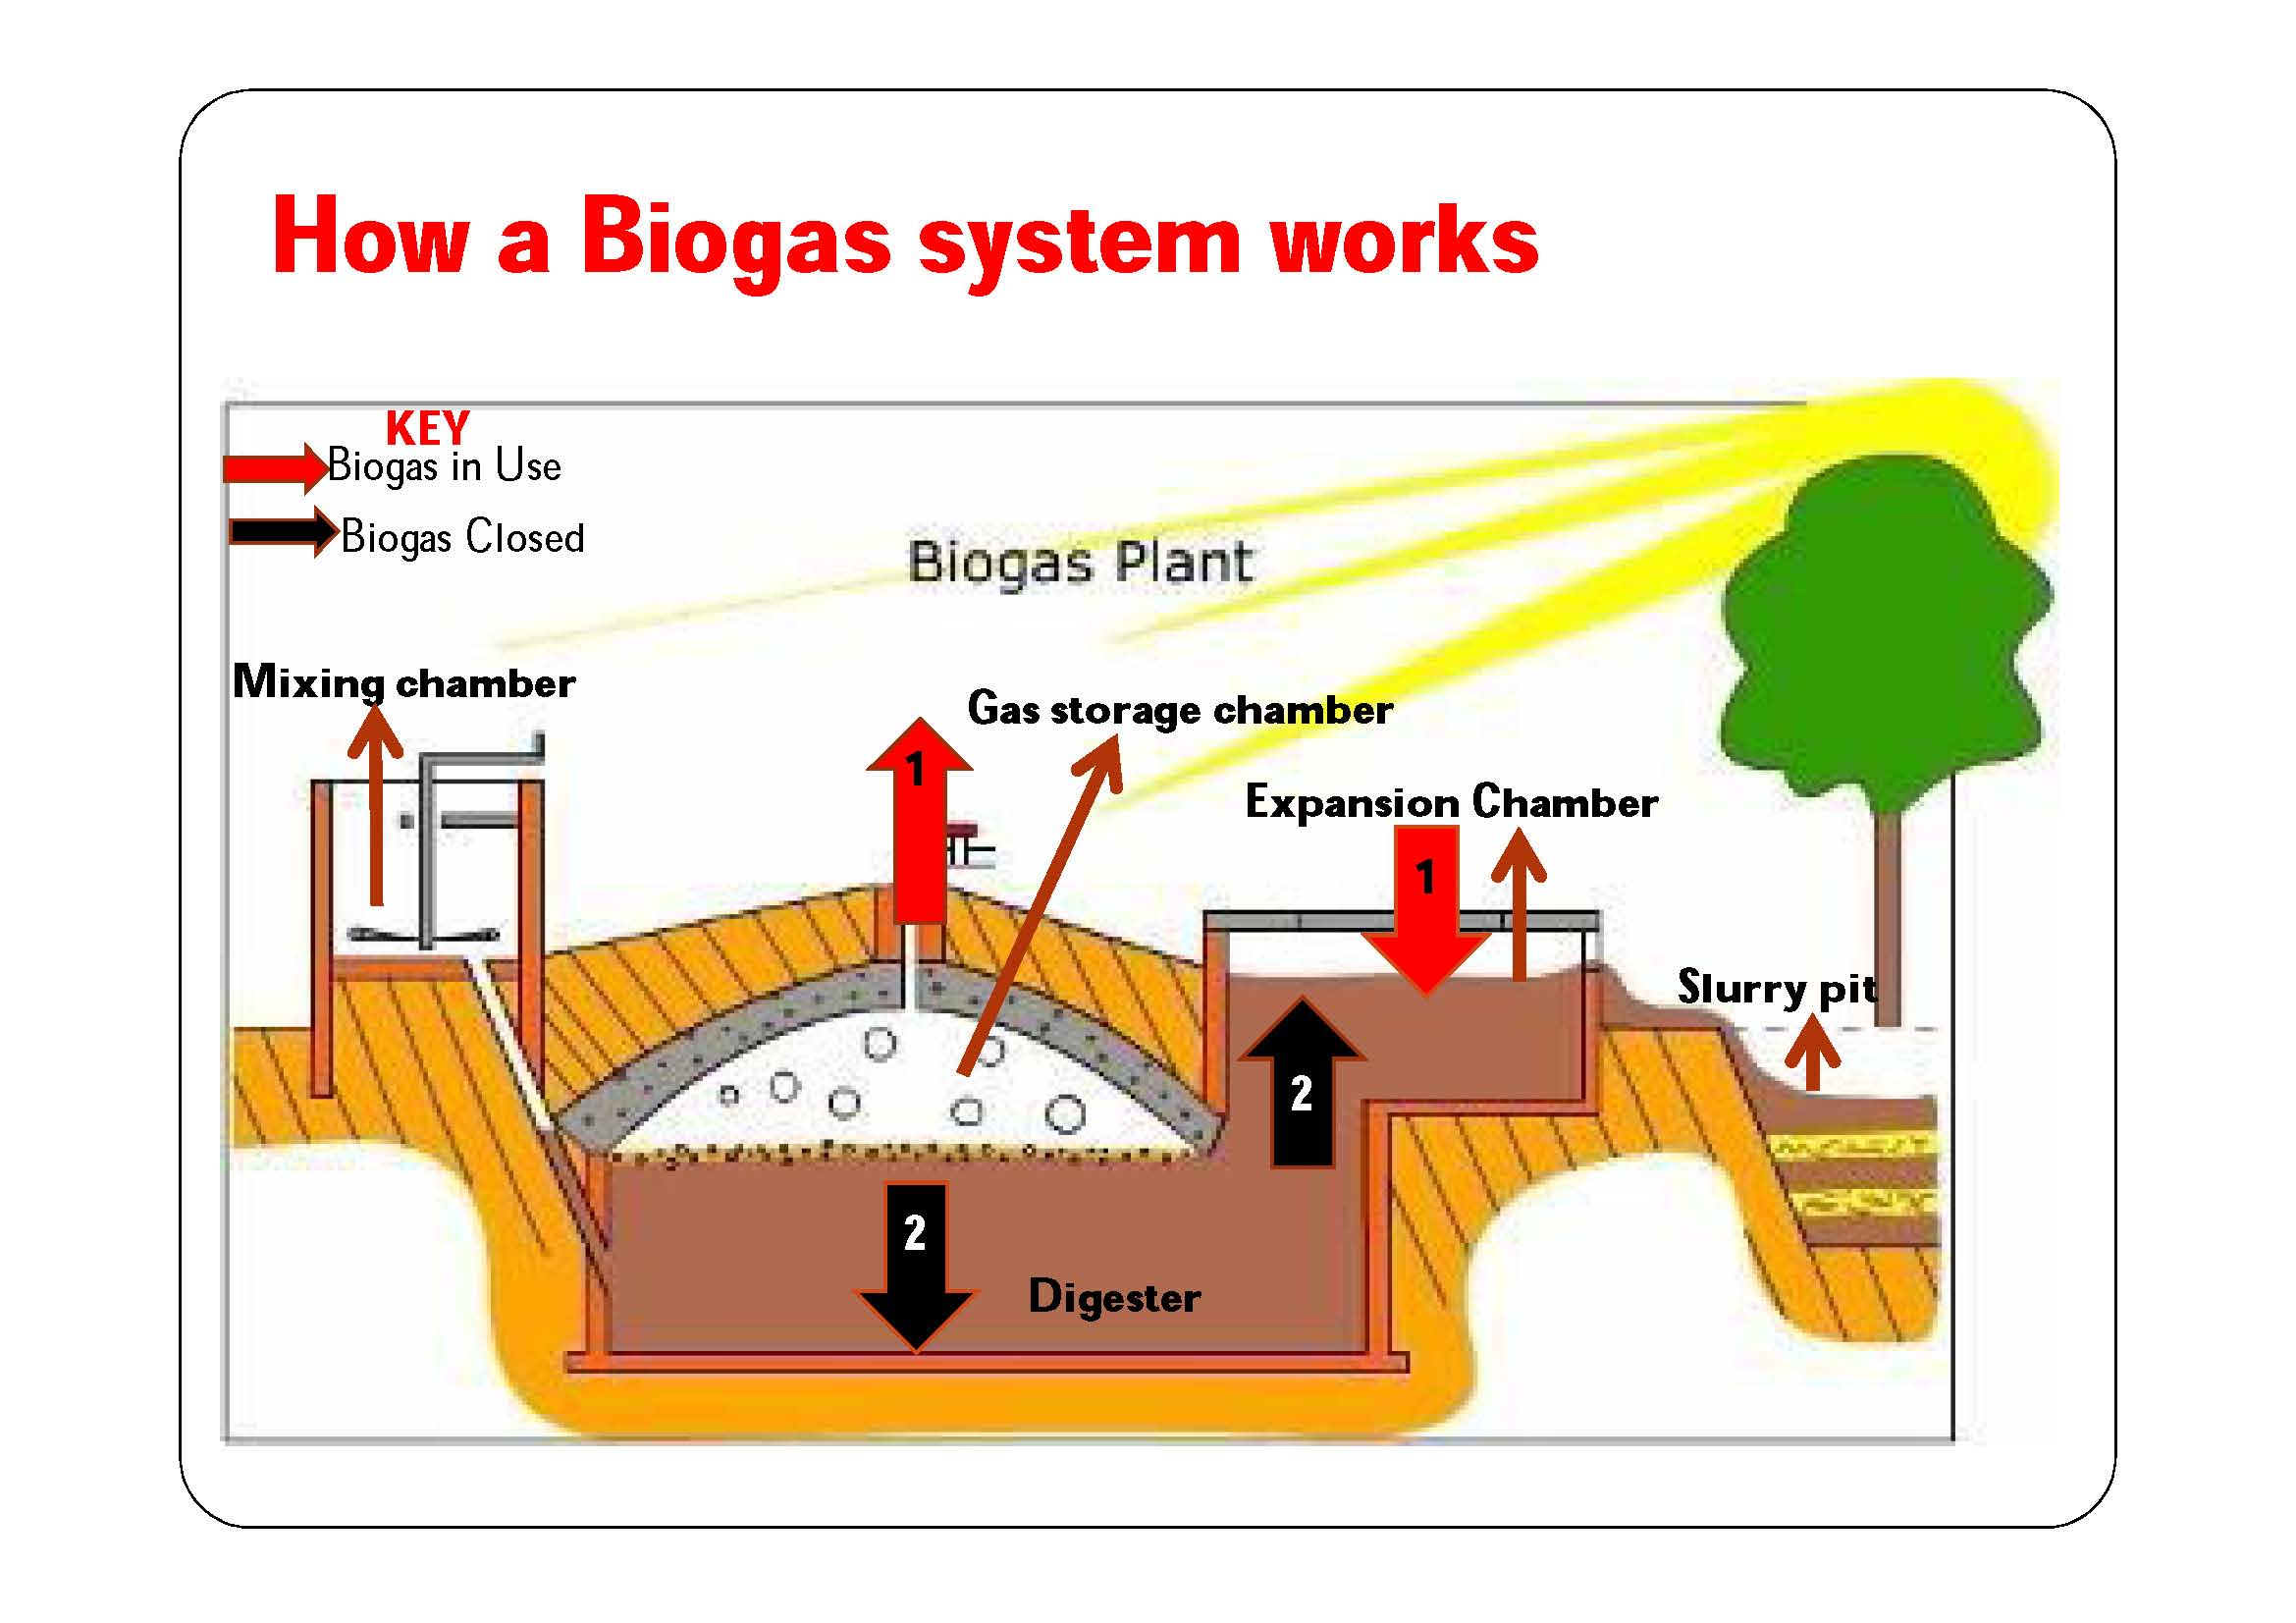 How a Biogas system works
KEY
Biogas in Use
Biogas Closed
Biogas Plant
Mixing chamber
Gas storage chamber
1
Expansion Chamber
1
Slurry pit
2
2
Digester